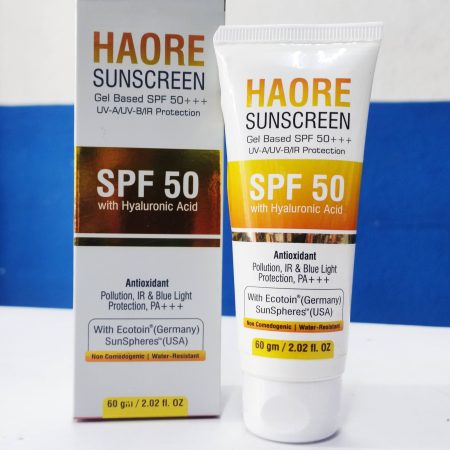 HAORE
SUNSCREEN
Gel Based SPF 50+++
UV-A/UV-B/IR Protection
SPF 50
with Hyaluronic Acid
Antioxidant
Pollution, IR & Blue Light
Protection, PA+++
With Ectotoin®(Germany)
SunSpheres™(USA)
Non Comedogenic | Water-Resistant
60 gm / 2.02 fl. OZ
HAORE
SUNSCREEN
Gel Based SPF 50+++
UV-A/UV-B/IR Protection
SPF 50
with Hyaluronic Acid
Antioxidant
Pollution, IR & Blue Light
Protection, PA+++
With Ectotoin®(Germany)
SunSpheres™(USA)
Non Comedogenic | Water-Resistant
60 gm / 2.02 fl. OZ